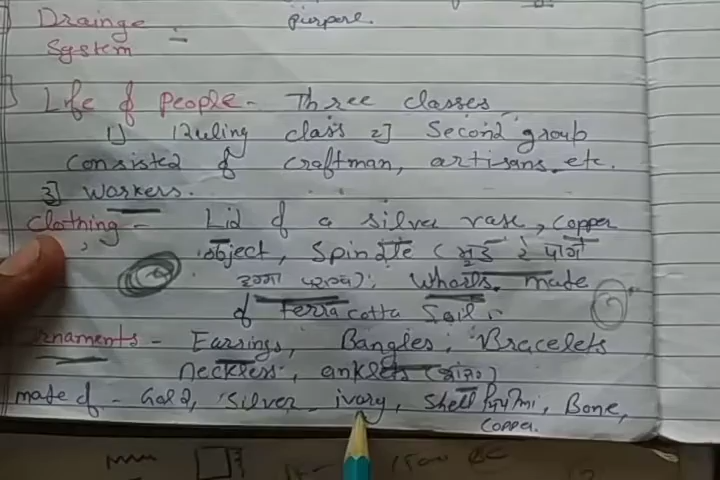 Drainge purpose.
System =
Life of people - Three classes
1) Ruling class 2] Second group
consisted of craftman, artisans etc.
3] workers.
Clothing - Lid of a silver vase, copper
object, Spindle (
Whorls made
of terracotta Soil.
Ornaments - Earrings, Bangles, Bracelets
Neckless, anklets
made of - Gold, Silver ivory, Shell, Bone,
Copper.
1500 BC